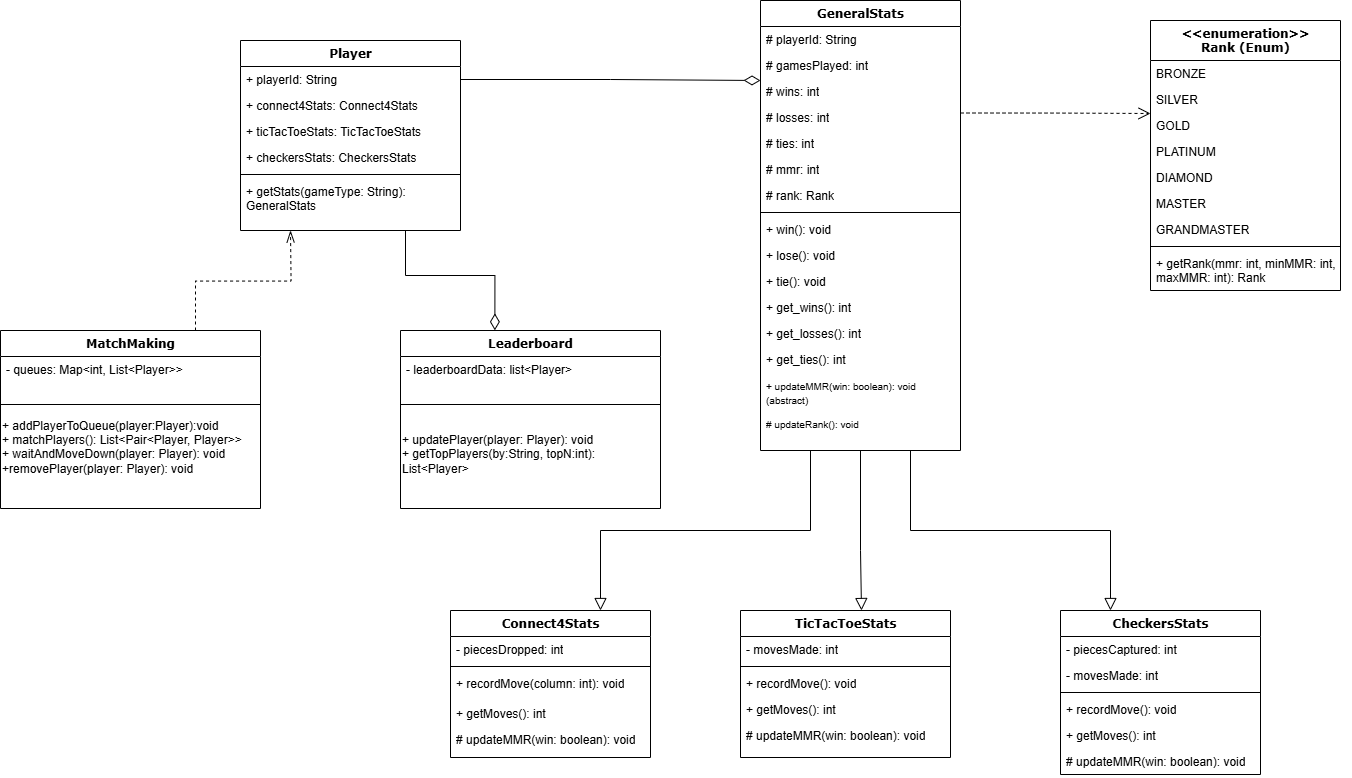 Player
+ playerId: String
+ connect4Stats: Connect4Stats
+ ticTacToeStats: TicTacToeStats
+ checkersStats: CheckersStats
+ getStats(gameType: String):
GeneralStats
GeneralStats
# playerId: String
# gamesPlayed: int
# wins: int
# losses: int
# ties: int
# mmr: int
# rank: Rank
+ win(): void
+ lose(): void
+ tie(): void
+ get_wins(): int
+ get_losses(): int
+ get_ties(): int
+ updateMMR(win: boolean): void
(abstract)
# updateRank(): void
<<enumeration>>
Rank (Enum)
BRONZE
SILVER
GOLD
PLATINUM
DIAMOND
MASTER
GRANDMASTER
+ getRank(mmr: int, minMMR: int,
maxMMR: int): Rank
MatchMaking
- queues: Map<int, List<Player>>
+ addPlayerToQueue(player:Player):void
+ matchPlayers(): List<Pair<Player, Player>>
+ waitAndMoveDown(player: Player): void
+removePlayer(player: Player): void
Leaderboard
- leaderboardData: list<Player>
+ updatePlayer(player: Player): void
+ getTopPlayers(by:String, topN:int):
List<Player>
Connect4Stats
- piecesDropped: int
+ recordMove(column: int): void
+ getMoves(): int
# updateMMR(win: boolean): void
TicTacToeStats
- movesMade: int
+ recordMove(): void
+ getMoves(): int
# updateMMR(win: boolean): void
CheckersStats
- piecesCaptured: int
- movesMade: int
+ recordMove(): void
+ getMoves(): int
# updateMMR(win: boolean): void